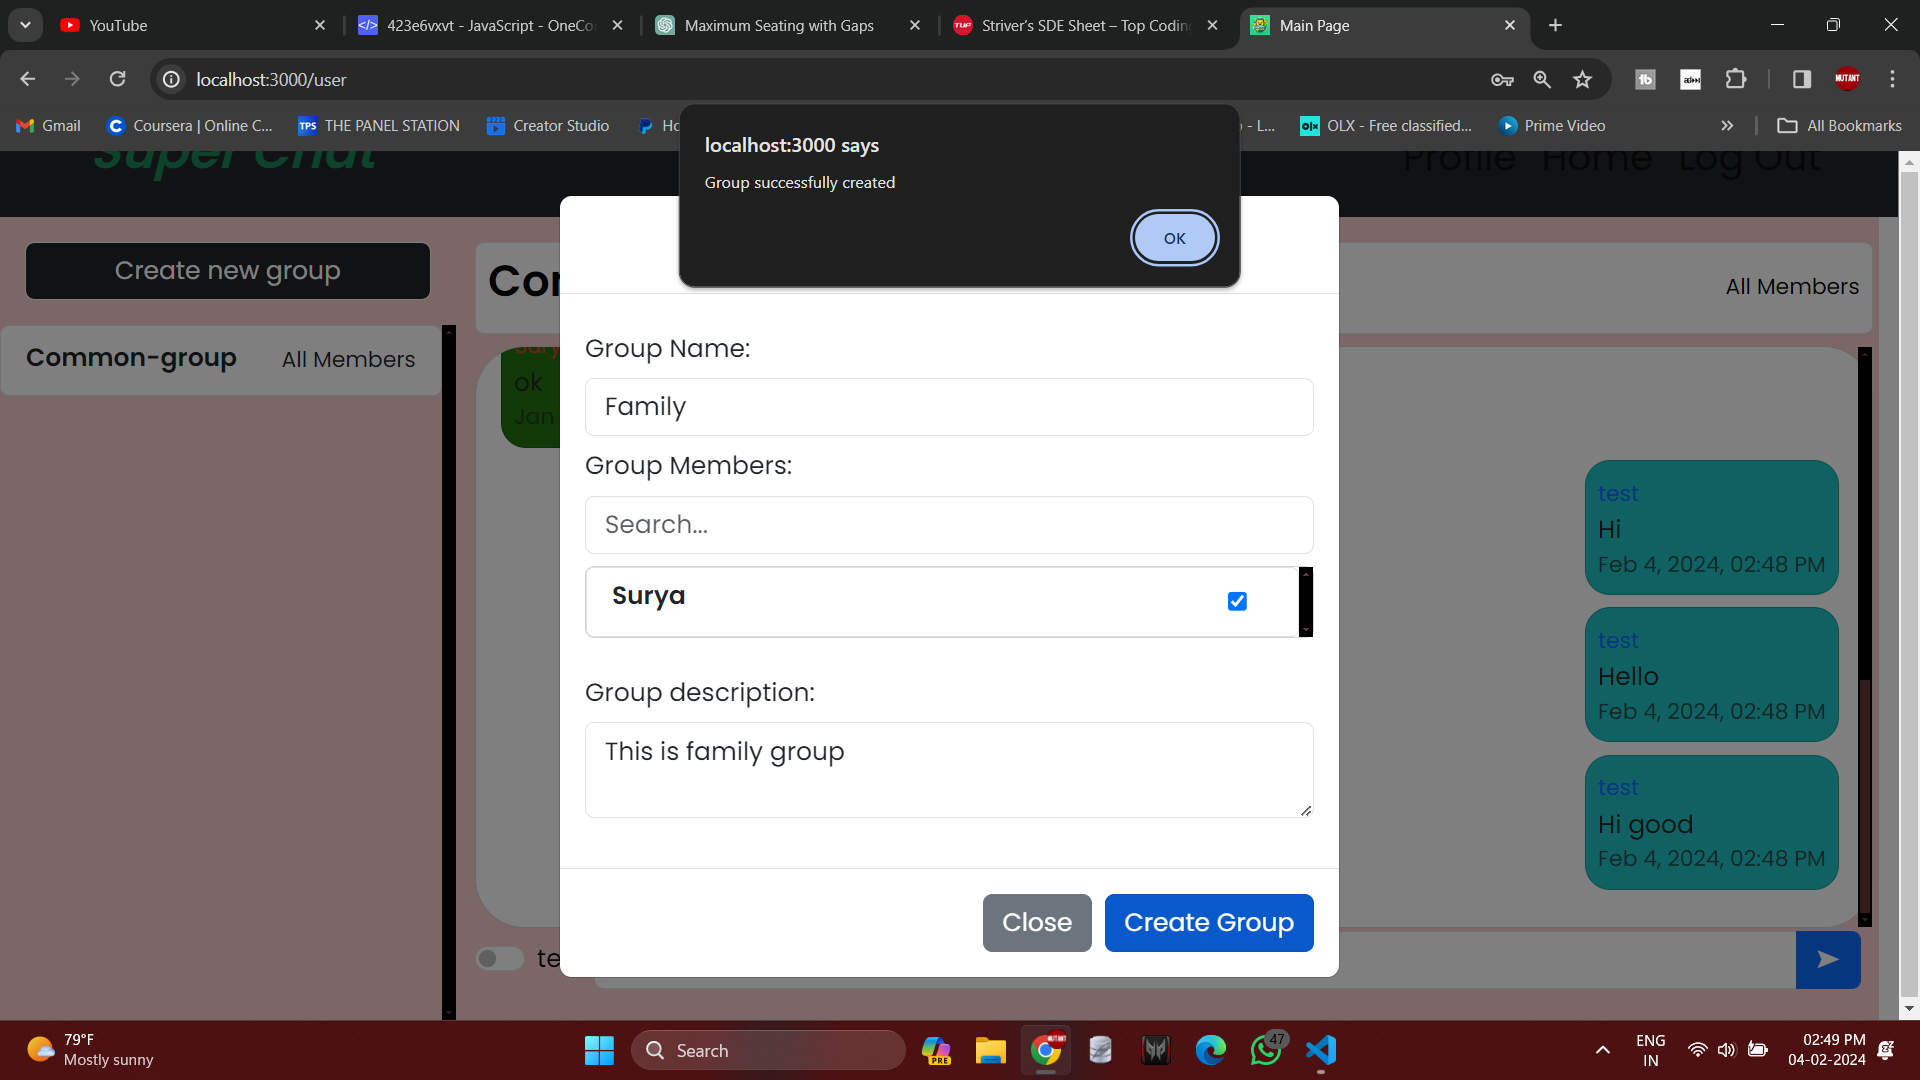 YouTube
423e6vxvt - JavaScript - OneCo
Maximum Seating with Gaps
Striver's SDE Sheet – Top Coding
Main Page
localhost:3000/user
Gmail
Coursera | Online C...
THE PANEL STATION
Creator Studio
- L...
OLX - Free classified...
Prime Video
All Bookmarks
localhost:3000 says
Group successfully created
OK
Super Chat
Profile Home Log Out
Create new group
All Members
Common-group
All Members
ok
Jan
Group Name:
Family
Group Members:
Search...
Surya
Group description:
This is family group
Close
Create Group
test
Hi
Feb 4, 2024, 02:48 PM
test
Hello
Feb 4, 2024, 02:48 PM
test
Hi good
Feb 4, 2024, 02:48 PM
79°F
Mostly sunny
Search
PRE
47
ENG
IN
02:49 PM
04-02-2024